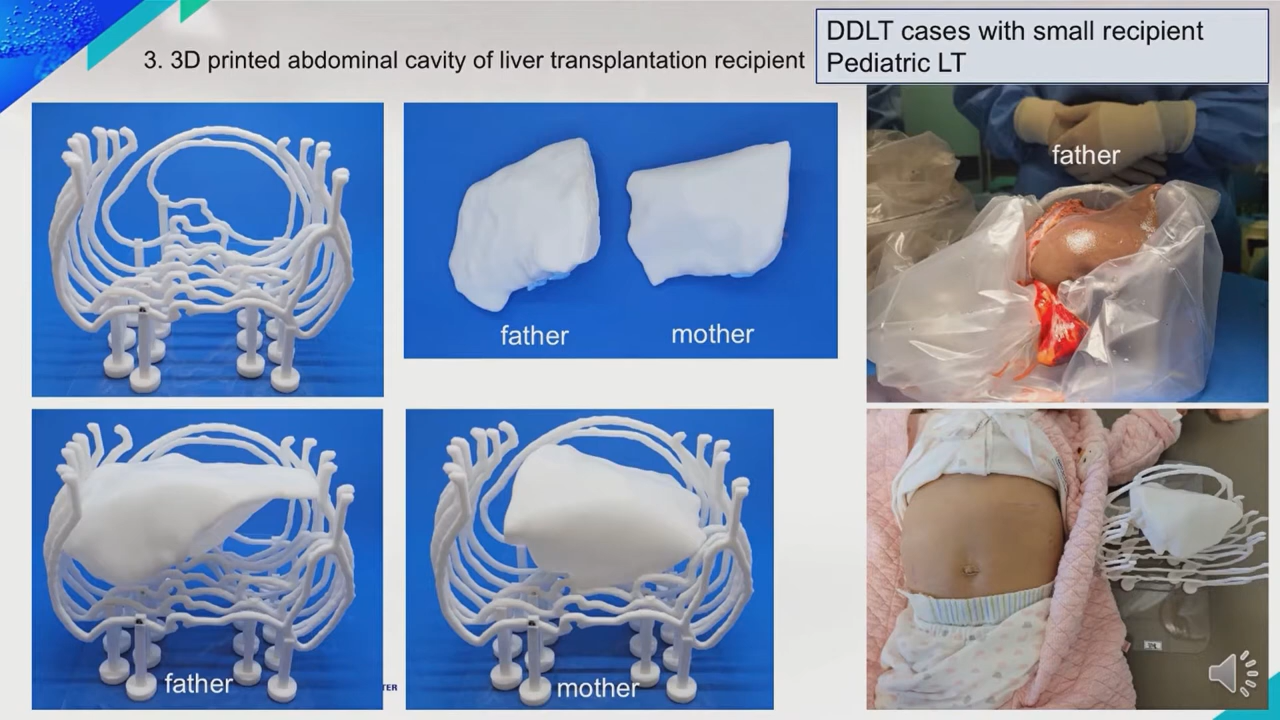 DDLT cases with small recipient
Pediatric LT
3. 3D printed abdominal cavity of liver transplantation recipient
father
father
mother
father
TER
mother